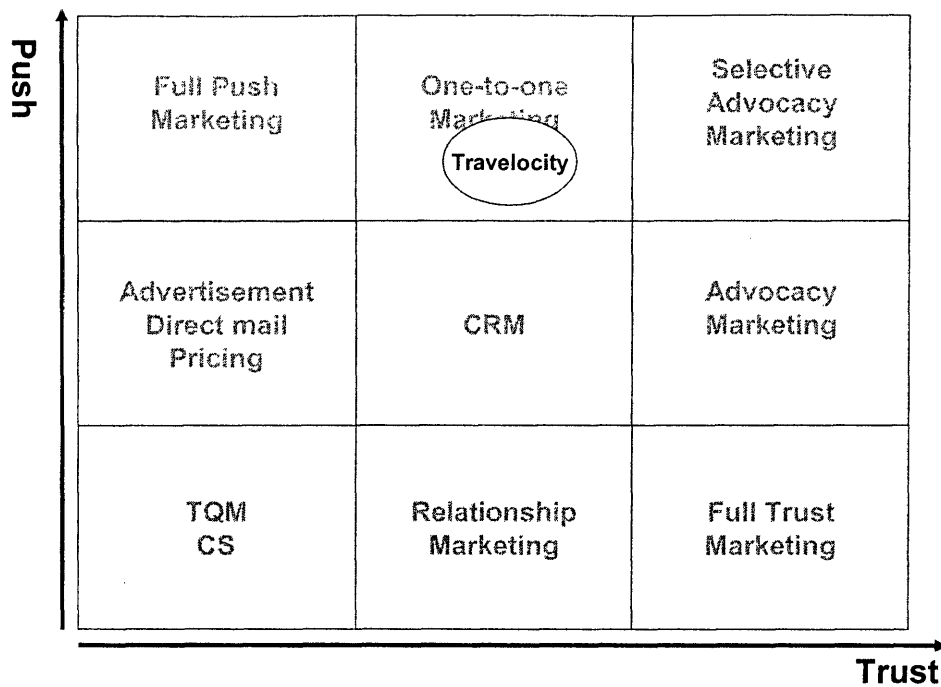 Push
Full Push
Marketing
One-to-one
Marketing
Travelocity
Selective
Advocacy
Marketing
Advertisement
Direct mail
Pricing
CRM
Advocacy
Marketing
TQM
CS
Relationship
Marketing
Full Trust
Marketing
Trust